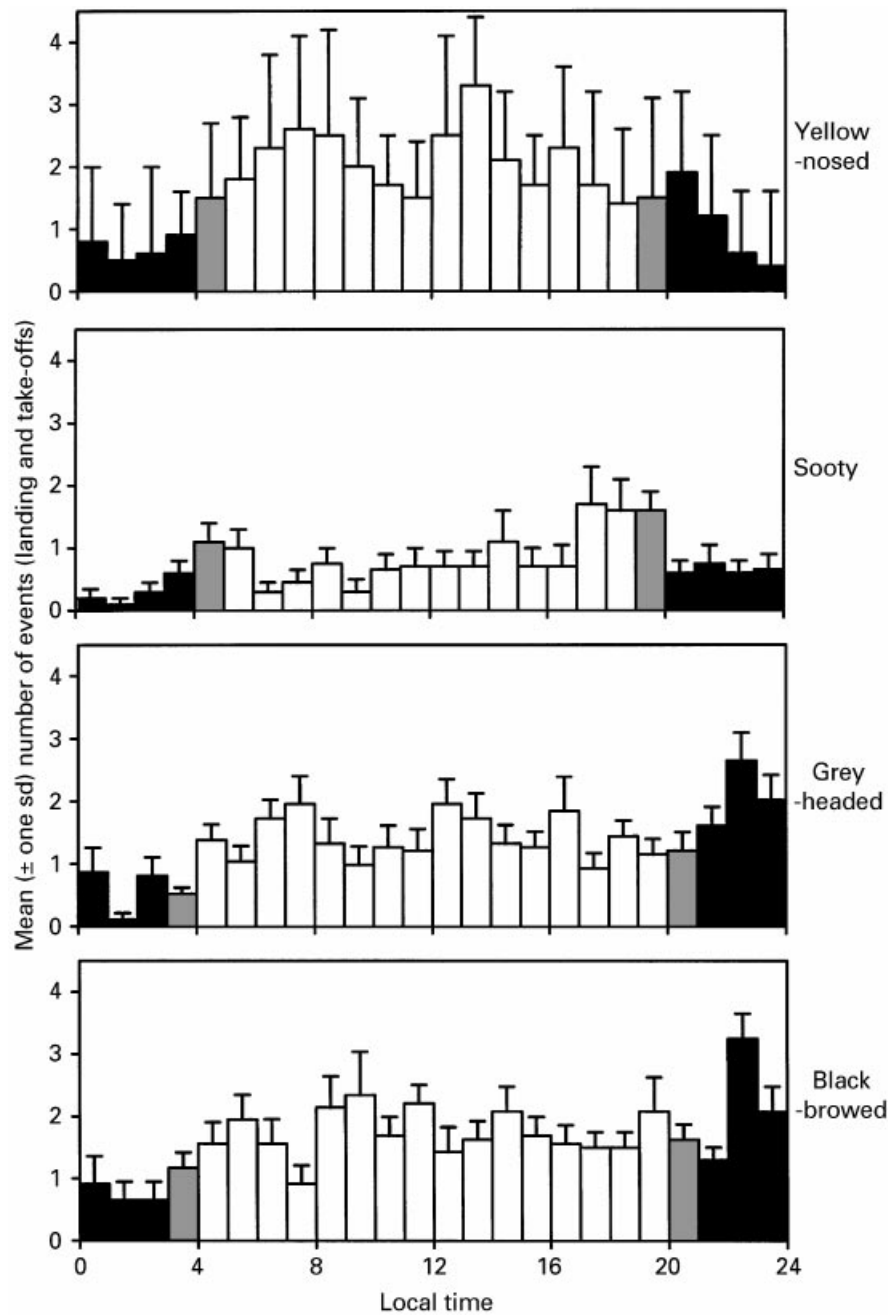 4
3
2
1
0
Yellow
-nosed
4
3
2
1
0
Sooty
4
3
2
1
0
Grey
-headed
4
3
2
1
0
Black
-browed
Mean (± one sd) number of events (landing and take-offs)
0 4 8 12 16 20 24
Local time